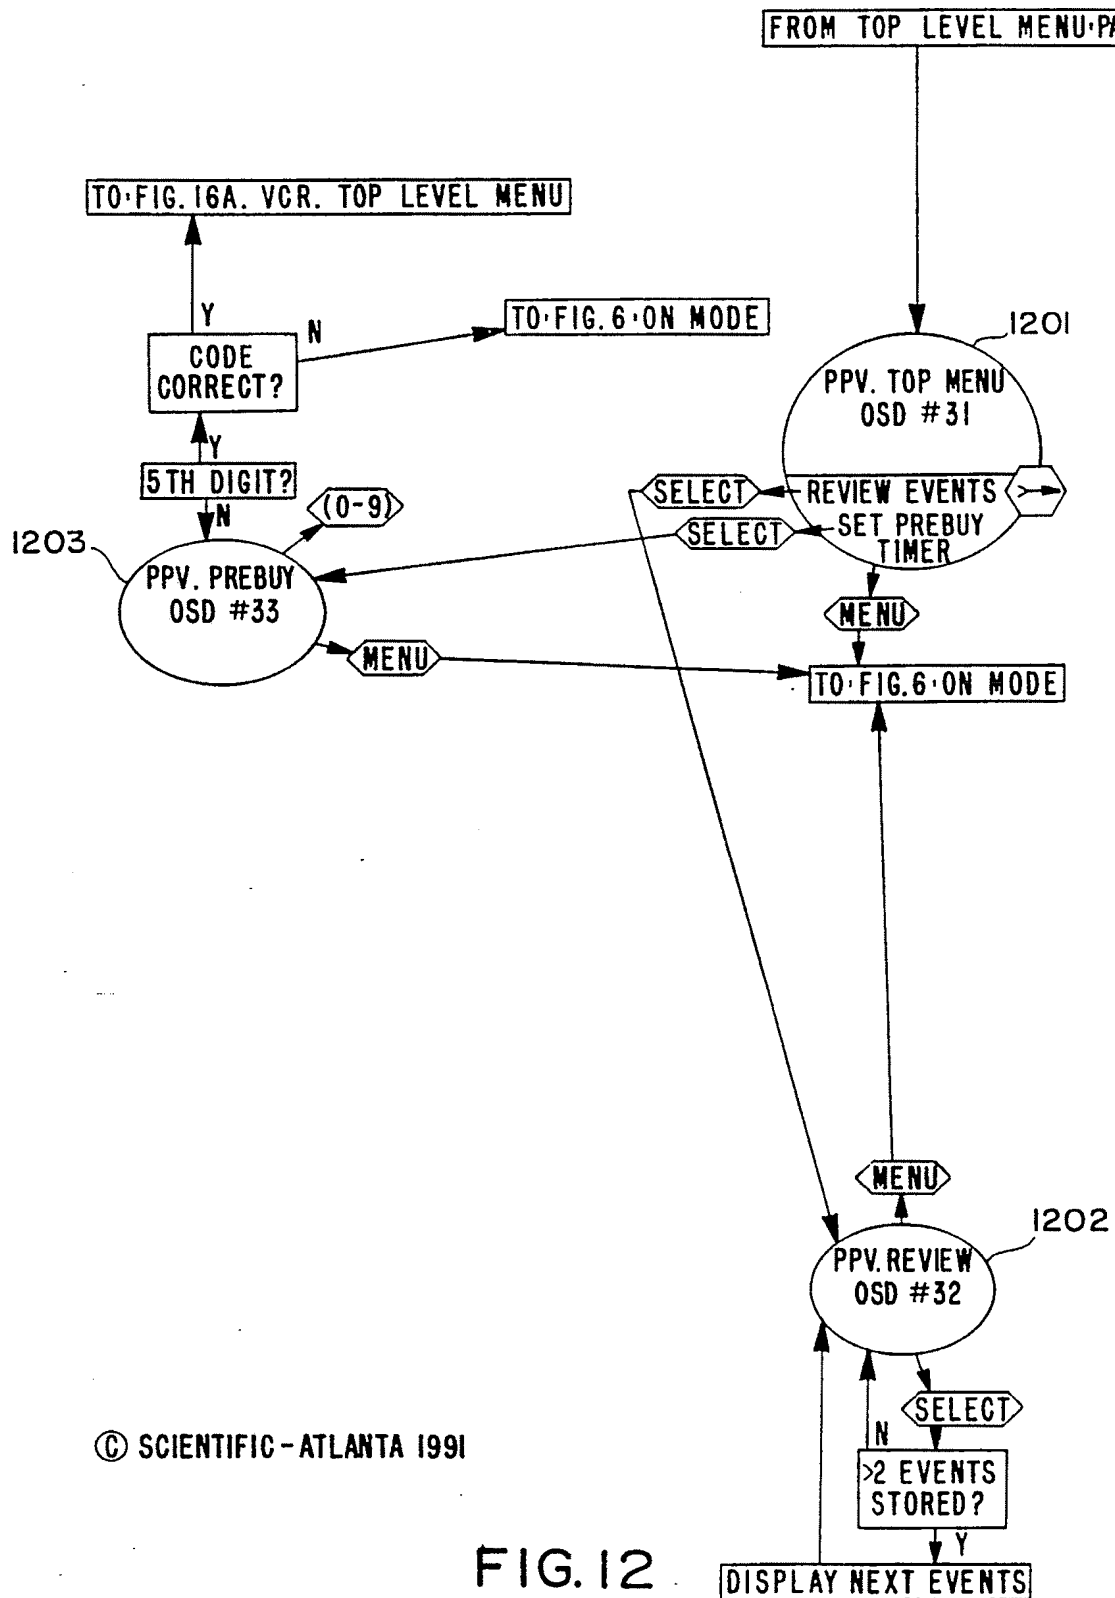 FROM TOP LEVEL MENU·PA
TO·FIG.16A. VCR. TOP LEVEL MENU
Y
N
TO·FIG.6·ON MODE
CODE
CORRECT?
Y
5TH DIGIT?
N
(0-9)
1203
PPV. PREBUY
OSD #33
MENU
1201
PPV. TOP MENU
OSD #31
SELECT
REVIEW EVENTS
SELECT
SET PREBUY
TIMER
MENU
TO·FIG.6·ON MODE
MENU
1202
PPV. REVIEW
OSD #32
SELECT
N
>2 EVENTS
STORED?
Y
DISPLAY NEXT EVENTS
© SCIENTIFIC-ATLANTA 1991
FIG. 12